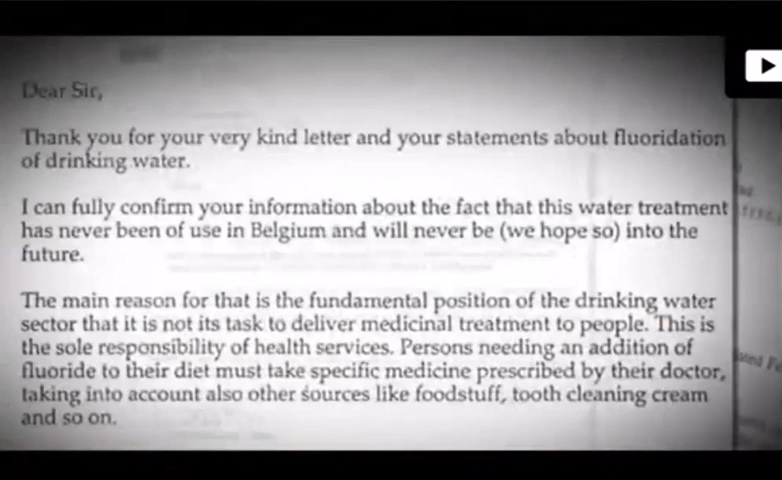 Dear Sir,
Thank you for your very kind letter and your statements about fluoridation
of drinking water.
I can fully confirm your information about the fact that this water treatment
has never been of use in Belgium and will never be (we hope so) into the
future.
The main reason for that is the fundamental position of the drinking water
sector that it is not its task to deliver medicinal treatment to people. This is
the sole responsibility of health services. Persons needing an addition of
fluoride to their diet must take specific medicine prescribed by their doctor,
taking into account also other sources like foodstuff, tooth cleaning cream
and so on.